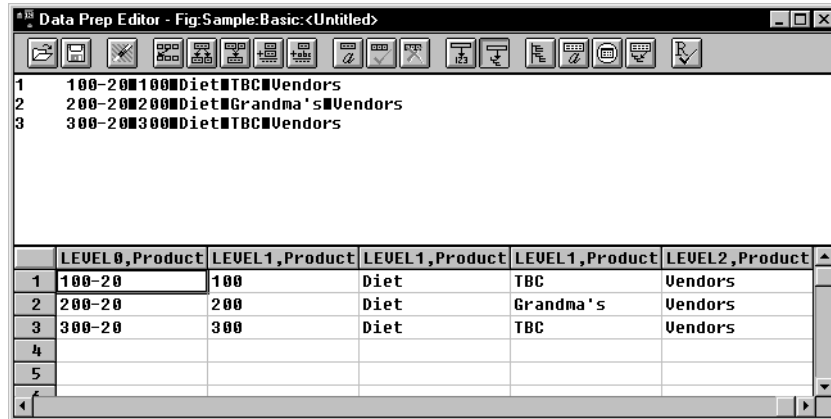 Data Prep Editor - Fig:Sample:Basic:<Untitled>
1 100-20■100■Diet■TBC■Vendors
2 200-20■200■Diet■Grandma's■Vendors
3 300-20■300■Diet■TBC■Vendors
LEVEL0,Product LEVEL1,Product LEVEL1,Product LEVEL1,Product LEVEL2,Product
1 100-20 100 Diet TBC Vendors
2 200-20 200 Diet Grandma's Vendors
3 300-20 300 Diet TBC Vendors
4
5